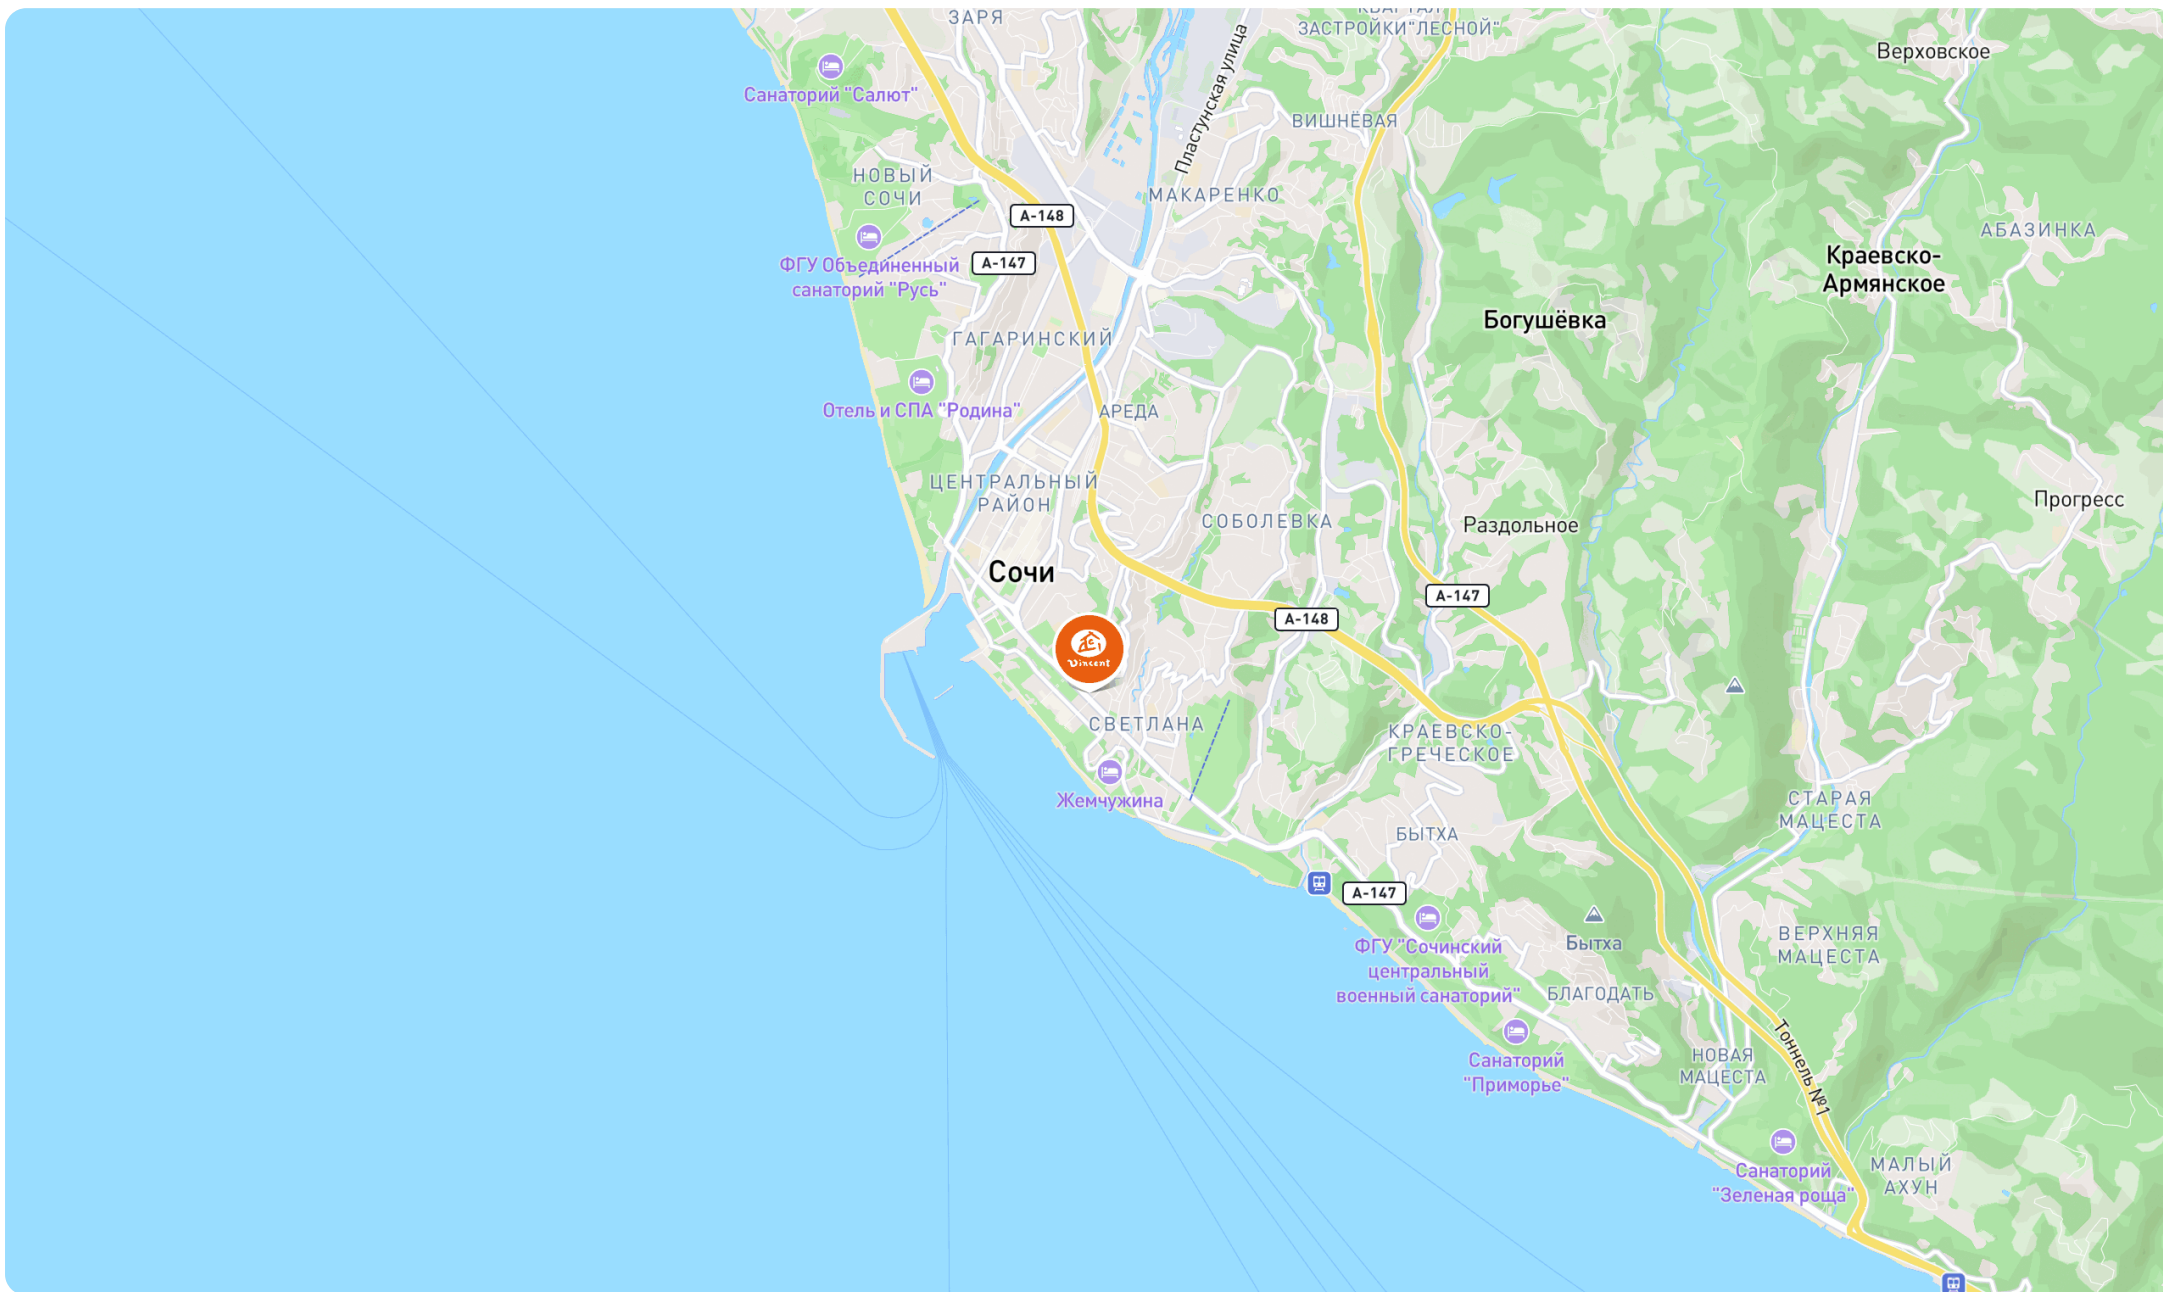 ЗАРЯ
КВАРТАЛ
ЗАСТРОЙКИ"ЛЕСНОЙ"
Верховское
Санаторий "Салют"
Пластунская улица
ВИШНЁВАЯ
НОВЫЙ
СОЧИ
МАКАРЕНКО
А-148
АБАЗИНКА
ФГУ Объединенный
санаторий "Русь"
А-147
Краевско-
Армянское
Богушёвка
ГАГАРИНСКИЙ
Отель и СПА "Родина"
АРЕДА
ЦЕНТРАЛЬНЫЙ
РАЙОН
Прогресс
СОБОЛЕВКА
Раздольное
Сочи
А-147
А-148
Vincent
СВЕТЛАНА
КРАЕВСКО-
ГРЕЧЕСКОЕ
Жемчужина
СТАРАЯ
МАЦЕСТА
БЫТХА
А-147
ФГУ "Сочинский
центральный
военный санаторий"
Бытха
ВЕРХНЯЯ
МАЦЕСТА
БЛАГОДАТЬ
Санаторий
"Приморье"
НОВАЯ
МАЦЕСТА
Тоннель №1
Санаторий
"Зеленая роща"
МАЛЫЙ
АХУН